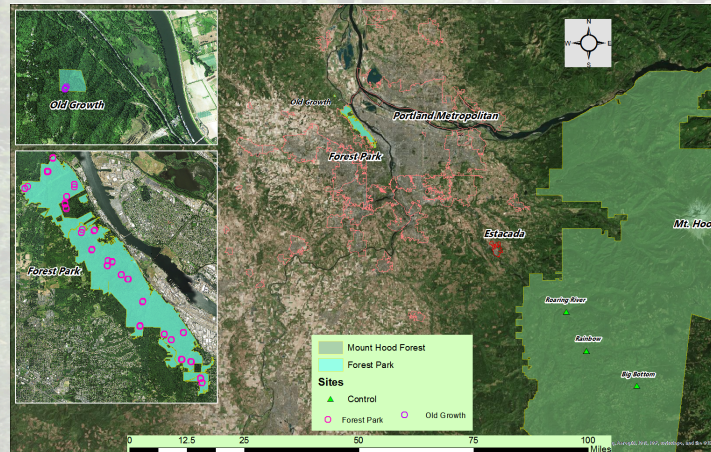 Old Growth
Forest Park
Old Growth
Forest Park
Portland Metropolitan
Estacada
Mt. Hoo
Roaring River
Rainbow
Big Bottom
N
W
E
S
Mount Hood Forest
Forest Park
Sites
Control
Forest Park
Old Growth
0 12.5 25 50 75 100
Miles